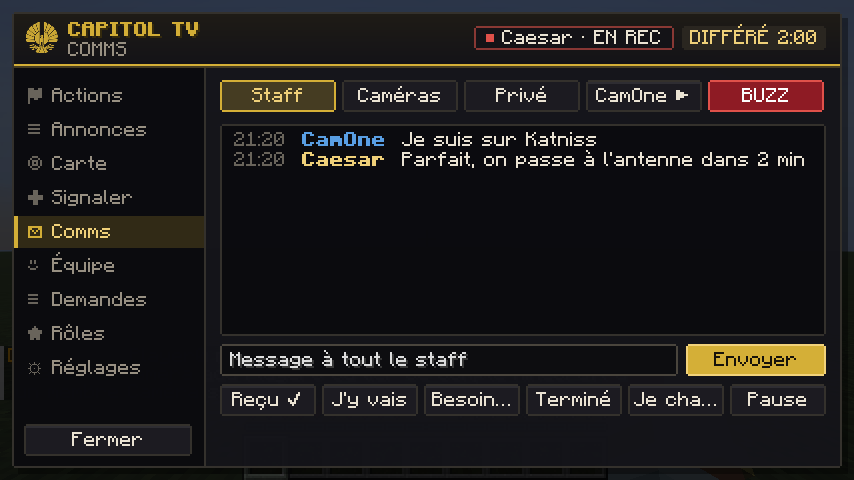 CAPITOL TV
COMMS
Caesar · EN REC
DIFFÉRÉ 2:00
Actions
Annonces
Carte
Signaler
Comms
Équipe
Demandes
Rôles
Réglages
Fermer
Staff
Caméras
Privé
CamOne ►
BUZZ
21:20 CamOne Je suis sur Katniss
21:20 Caesar Parfait, on passe à l'antenne dans 2 min
Message à tout le staff
Envoyer
Reçu ✓
J'y vais
Besoin...
Terminé
Je cha...
Pause